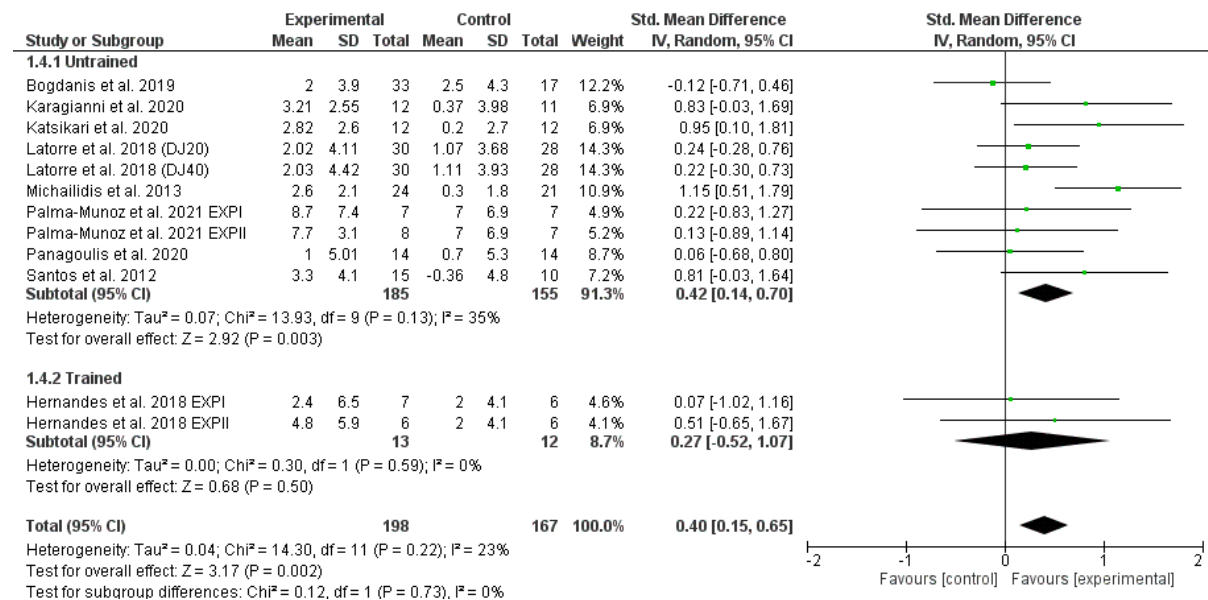 Experimental Control Std. Mean Difference Std. Mean Difference
Study or Subgroup Mean SD Total Mean SD Total Weight IV, Random, 95% CI IV, Random, 95% CI
1.4.1 Untrained
Bogdanis et al. 2019 2 3.9 33 2.5 4.3 17 12.2% -0.12 [-0.71, 0.46]
Karagianni et al. 2020 3.21 2.55 12 0.37 3.98 11 6.9% 0.83 [-0.03, 1.69]
Katsikari et al. 2020 2.82 2.6 12 0.2 2.7 12 6.9% 0.95 [0.10, 1.81]
Latorre et al. 2018 (DJ20) 2.02 4.11 30 1.07 3.68 28 14.3% 0.24 [-0.28, 0.76]
Latorre et al. 2018 (DJ40) 2.03 4.42 30 1.11 3.93 28 14.3% 0.22 [-0.30, 0.73]
Michailidis et al. 2013 2.6 2.1 24 0.3 1.8 21 10.9% 1.15 [0.51, 1.79]
Palma-Munoz et al. 2021 EXPI 8.7 7.4 7 7 6.9 7 4.9% 0.22 [-0.83, 1.27]
Palma-Munoz et al. 2021 EXPII 7.7 3.1 8 7 6.9 7 5.2% 0.13 [-0.89, 1.14]
Panagoulis et al. 2020 1 5.01 14 0.7 5.3 14 8.7% 0.06 [-0.68, 0.80]
Santos et al. 2012 3.3 4.1 15 -0.36 4.8 10 7.2% 0.81 [-0.03, 1.64]
Subtotal (95% CI) 185 155 91.3% 0.42 [0.14, 0.70]
Heterogeneity: Tau² = 0.07; Chi² = 13.93, df = 9 (P = 0.13); I² = 35%
Test for overall effect: Z = 2.92 (P = 0.003)
1.4.2 Trained
Hernandes et al. 2018 EXPI 2.4 6.5 7 2 4.1 6 4.6% 0.07 [-1.02, 1.16]
Hernandes et al. 2018 EXPII 4.8 5.9 6 2 4.1 6 4.1% 0.51 [-0.65, 1.67]
Subtotal (95% CI) 13 12 8.7% 0.27 [-0.52, 1.07]
Heterogeneity: Tau² = 0.00; Chi² = 0.30, df = 1 (P = 0.59); I² = 0%
Test for overall effect: Z = 0.68 (P = 0.50)
Total (95% CI) 198 167 100.0% 0.40 [0.15, 0.65]
Heterogeneity: Tau² = 0.04; Chi² = 14.30, df = 11 (P = 0.22); I² = 23%
Test for overall effect: Z = 3.17 (P = 0.002)
Test for subgroup differences: Chi² = 0.12, df = 1 (P = 0.73), I² = 0%
-2 -1 0 1 2
Favours [control] Favours [experimental]